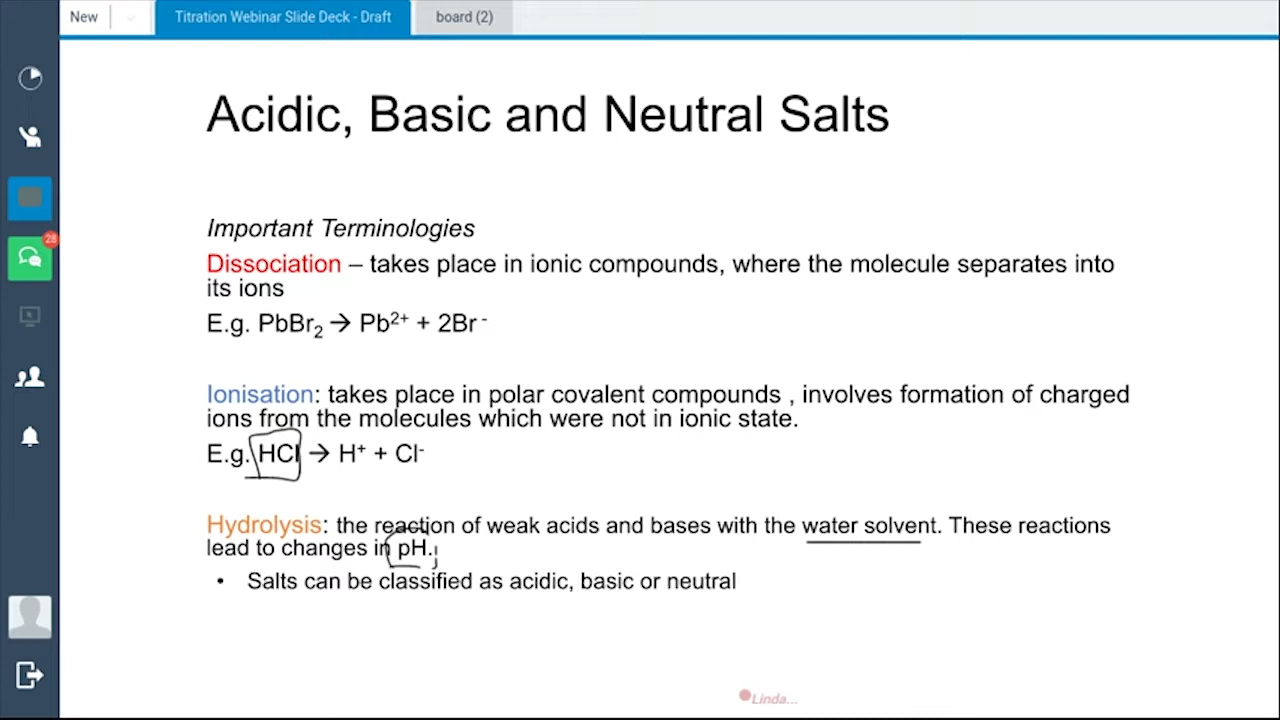 New
Titration Webinar Slide Deck - Draft
board (2)
28
Acidic, Basic and Neutral Salts
Important Terminologies
Dissociation – takes place in ionic compounds, where the molecule separates into
its ions
E.g. PbBr₂ → Pb²⁺ + 2Br ⁻
Ionisation: takes place in polar covalent compounds , involves formation of charged
ions from the molecules which were not in ionic state.
E.g. HCl → H⁺ + Cl⁻
Hydrolysis: the reaction of weak acids and bases with the water solvent. These reactions
lead to changes in pH.
• Salts can be classified as acidic, basic or neutral
Linda...